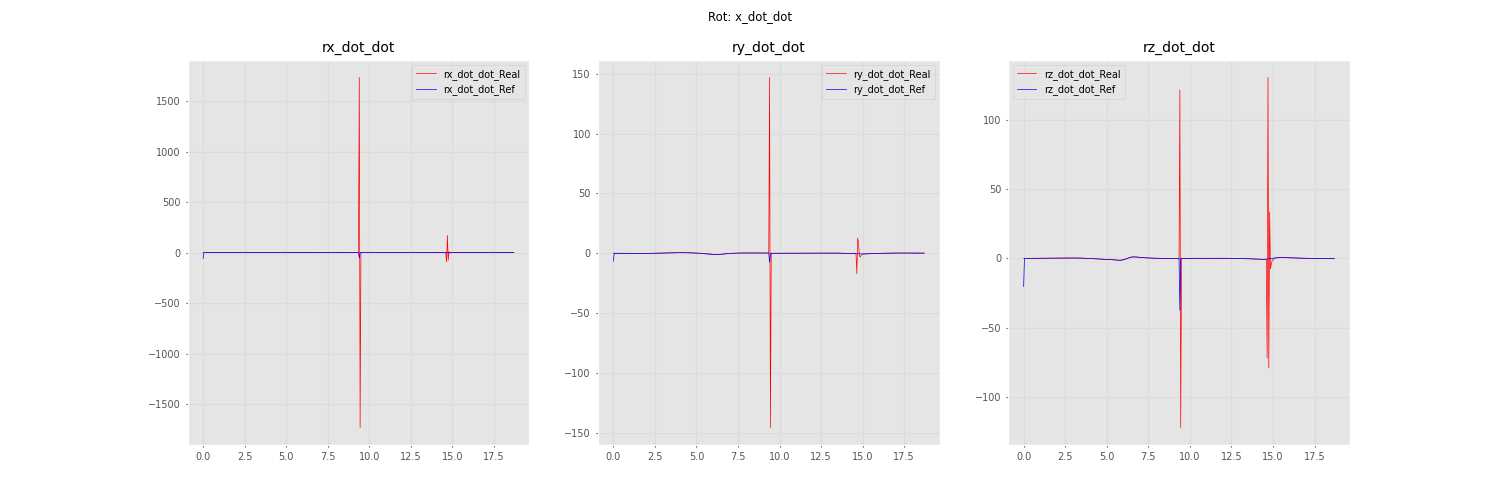 Rot: x_dot_dot
rx_dot_dot
rx_dot_dot_Real
rx_dot_dot_Ref
1500
1000
500
0
−500
−1000
−1500
0.0 2.5 5.0 7.5 10.0 12.5 15.0 17.5
ry_dot_dot
ry_dot_dot_Real
ry_dot_dot_Ref
150
100
50
0
−50
−100
−150
0.0 2.5 5.0 7.5 10.0 12.5 15.0 17.5
rz_dot_dot
rz_dot_dot_Real
rz_dot_dot_Ref
100
50
0
−50
−100
0.0 2.5 5.0 7.5 10.0 12.5 15.0 17.5